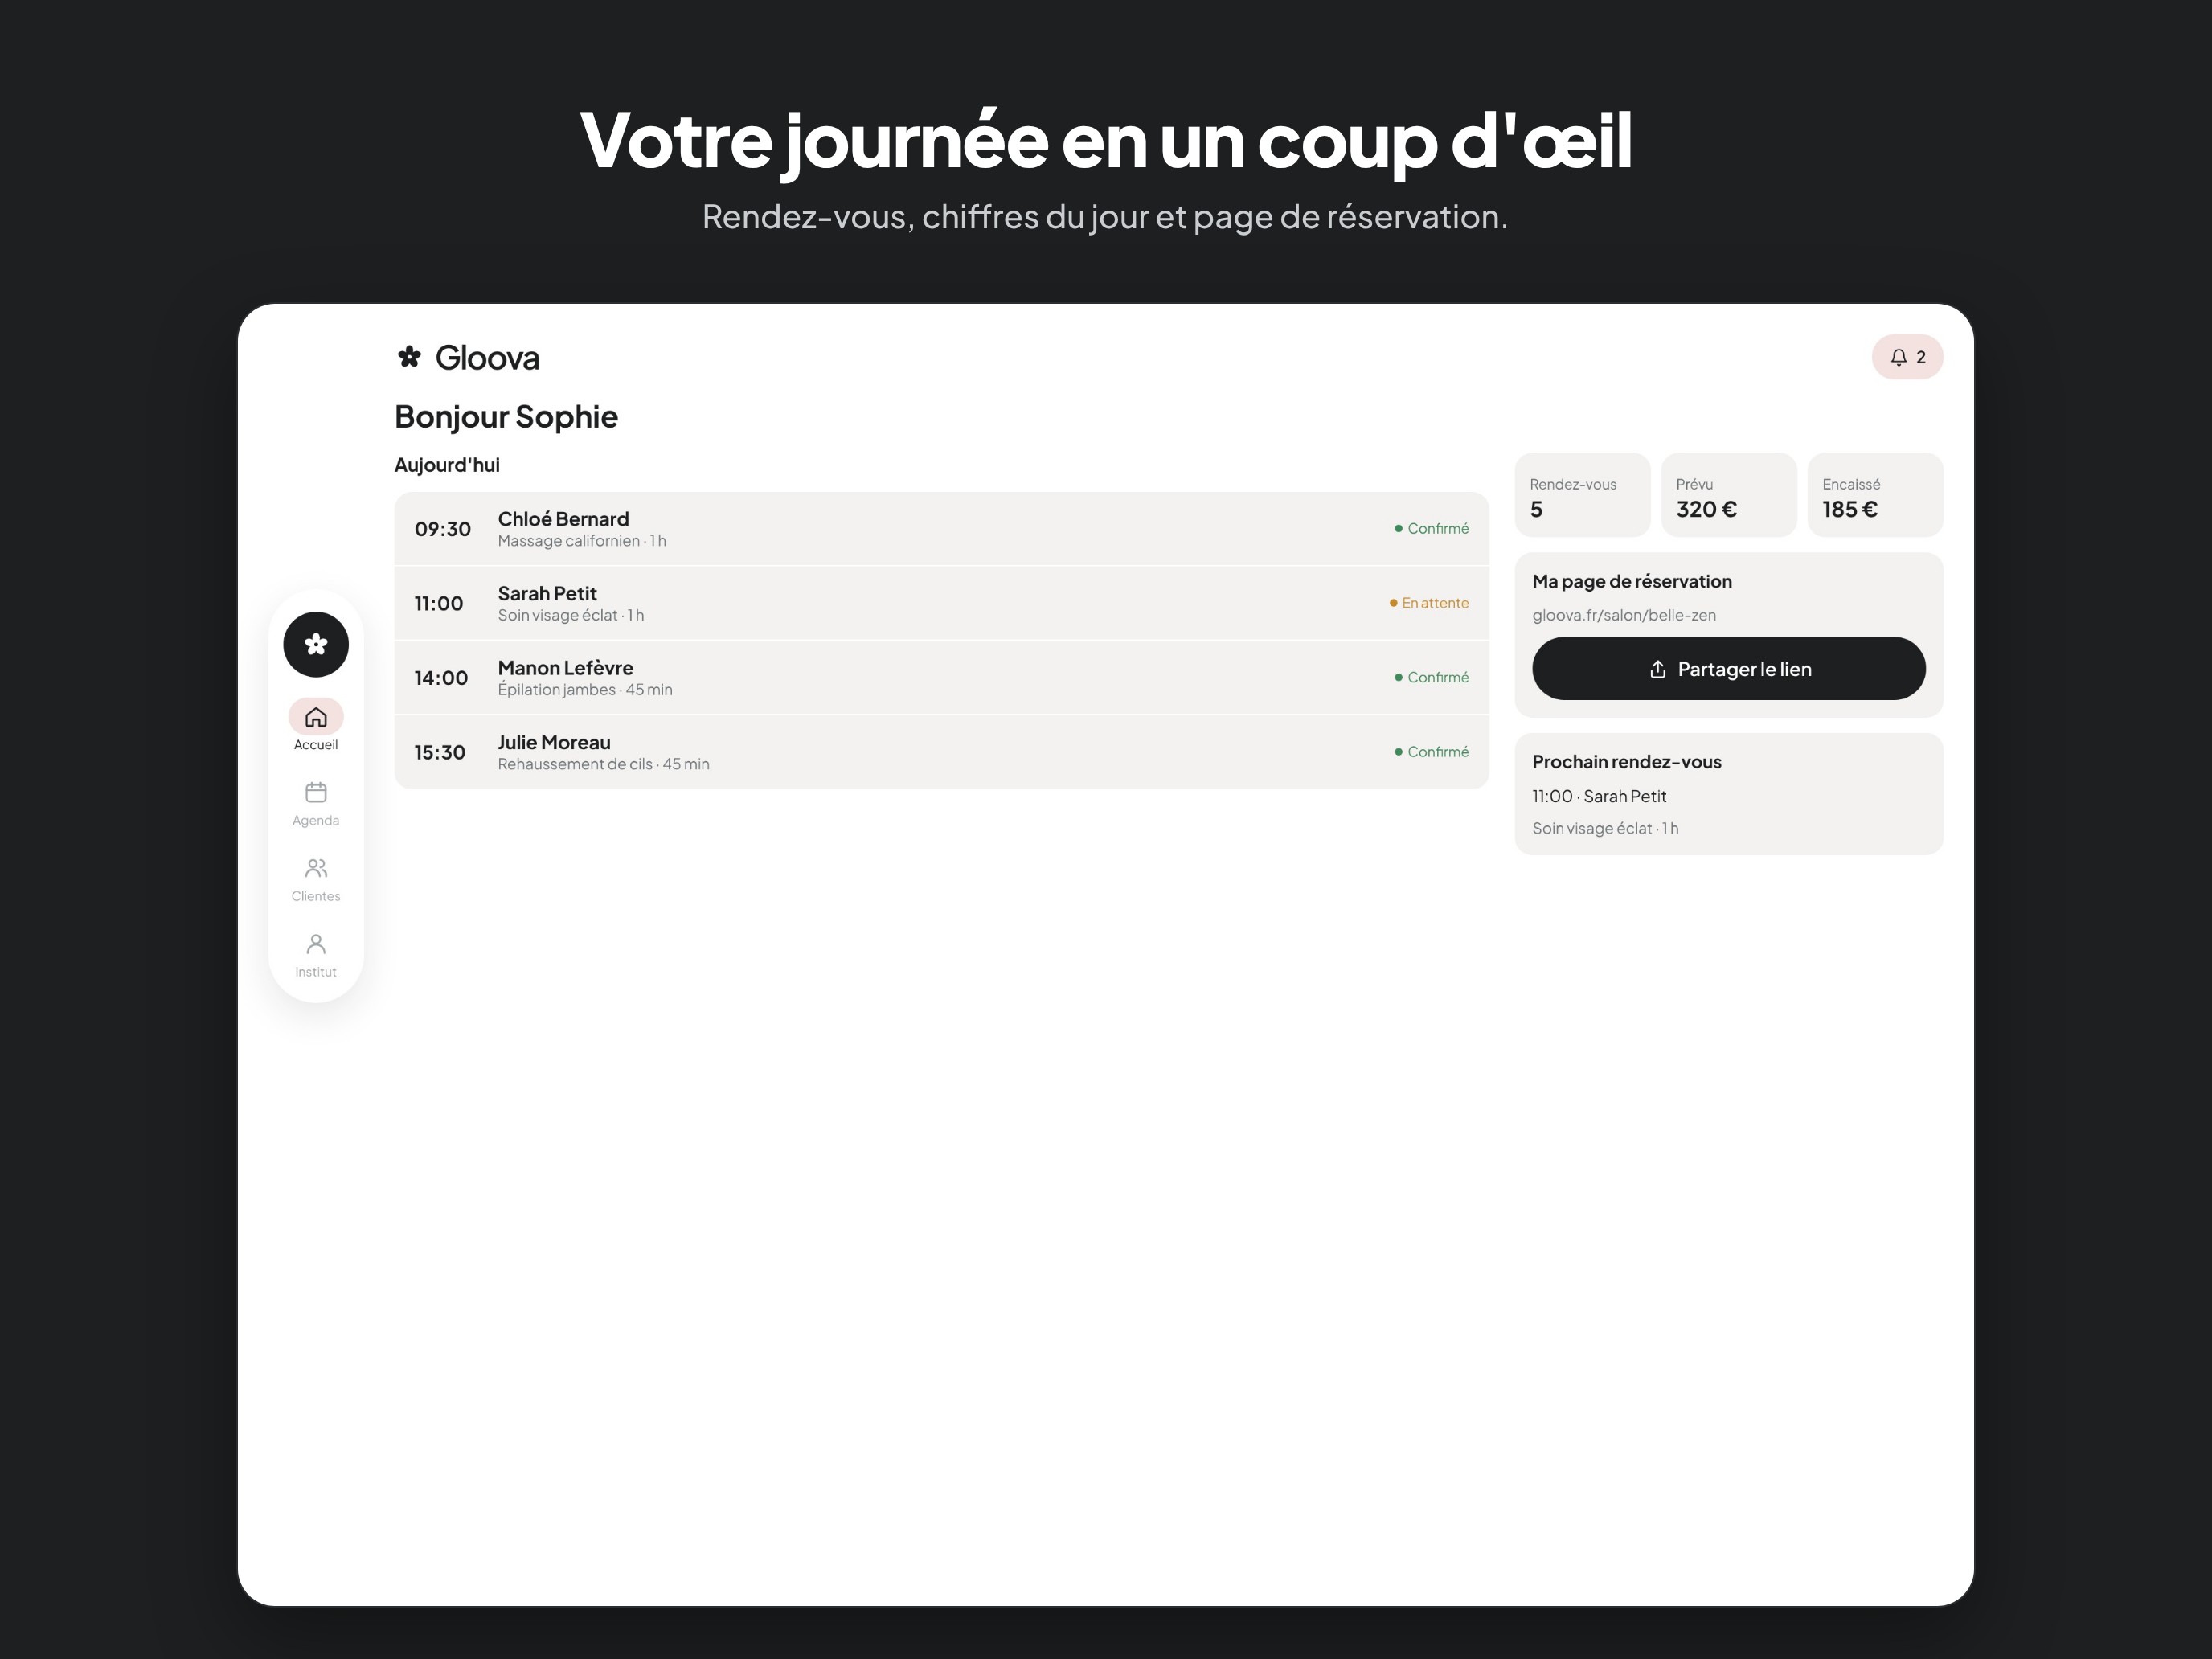 Votre journée en un coup d'œil
Rendez-vous, chiffres du jour et page de réservation.
Gloova
2
Bonjour Sophie
Aujourd'hui
09:30
Chloé Bernard
Massage californien · 1 h
Confirmé
11:00
Sarah Petit
Soin visage éclat · 1 h
En attente
14:00
Manon Lefèvre
Épilation jambes · 45 min
Confirmé
15:30
Julie Moreau
Rehaussement de cils · 45 min
Confirmé
Rendez-vous
5
Prévu
320 €
Encaissé
185 €
Ma page de réservation
gloova.fr/salon/belle-zen
Partager le lien
Prochain rendez-vous
11:00 · Sarah Petit
Soin visage éclat · 1 h
Accueil
Agenda
Clientes
Institut